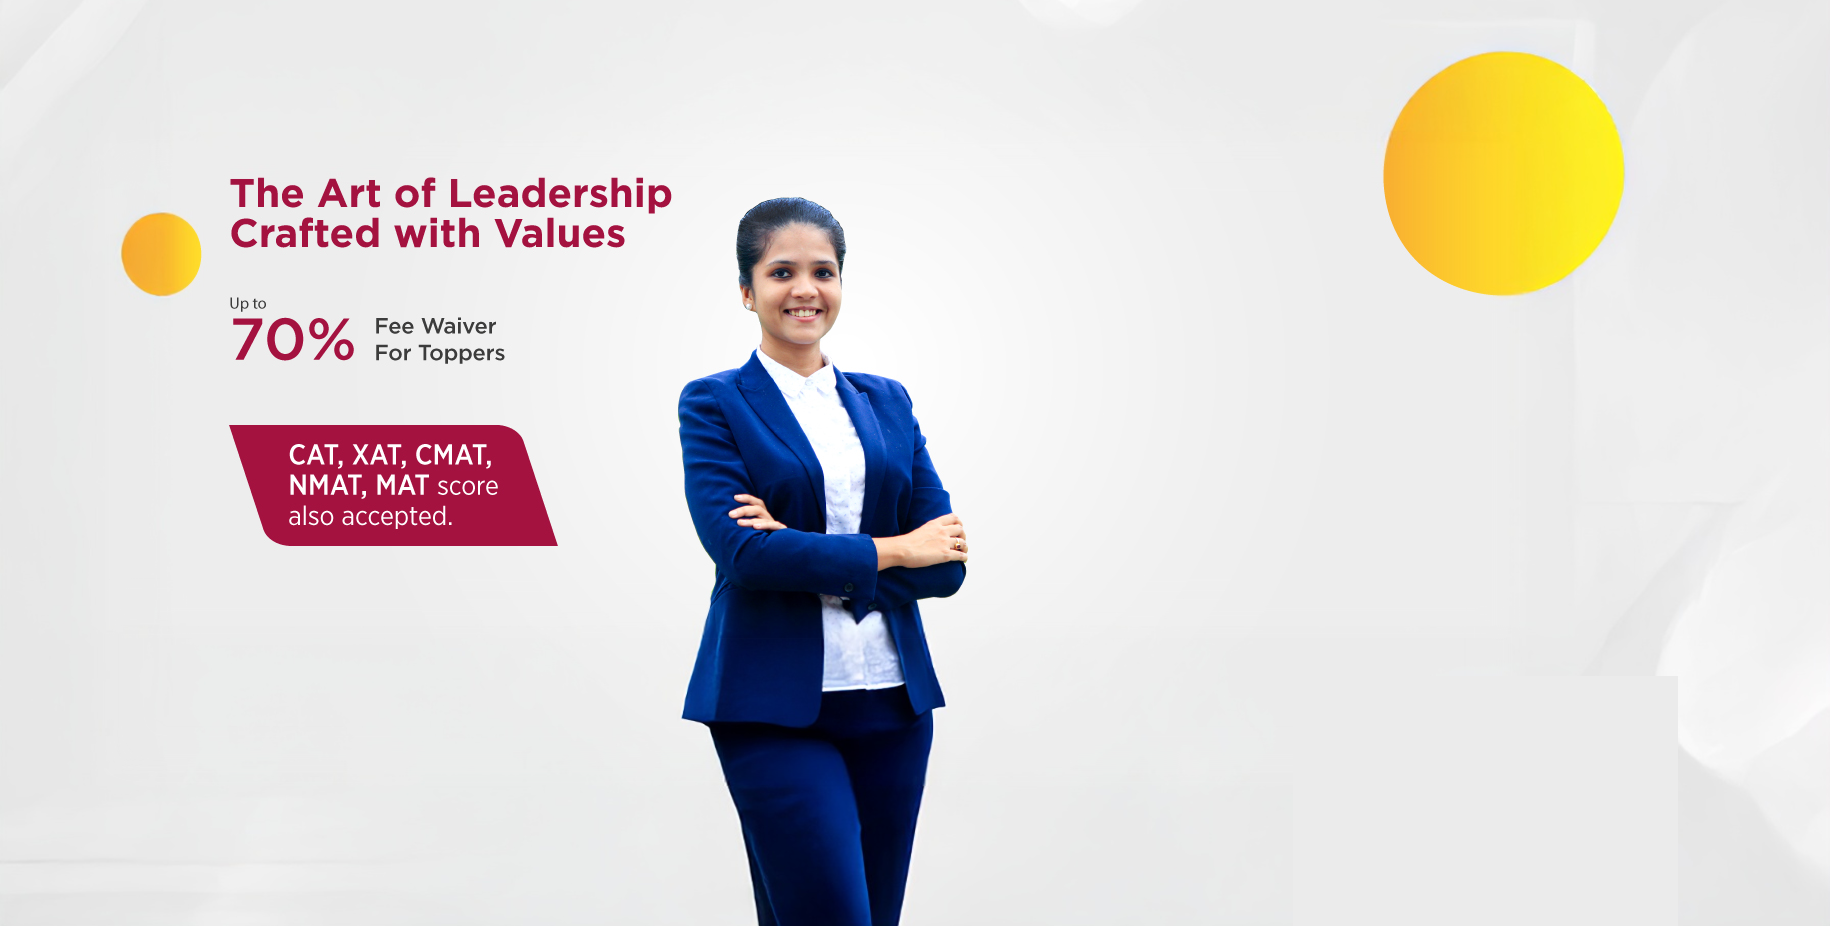 The Art of Leadership
Crafted with Values
Up to
70%
Fee Waiver
For Toppers
CAT, XAT, CMAT,
NMAT, MAT score
also accepted.